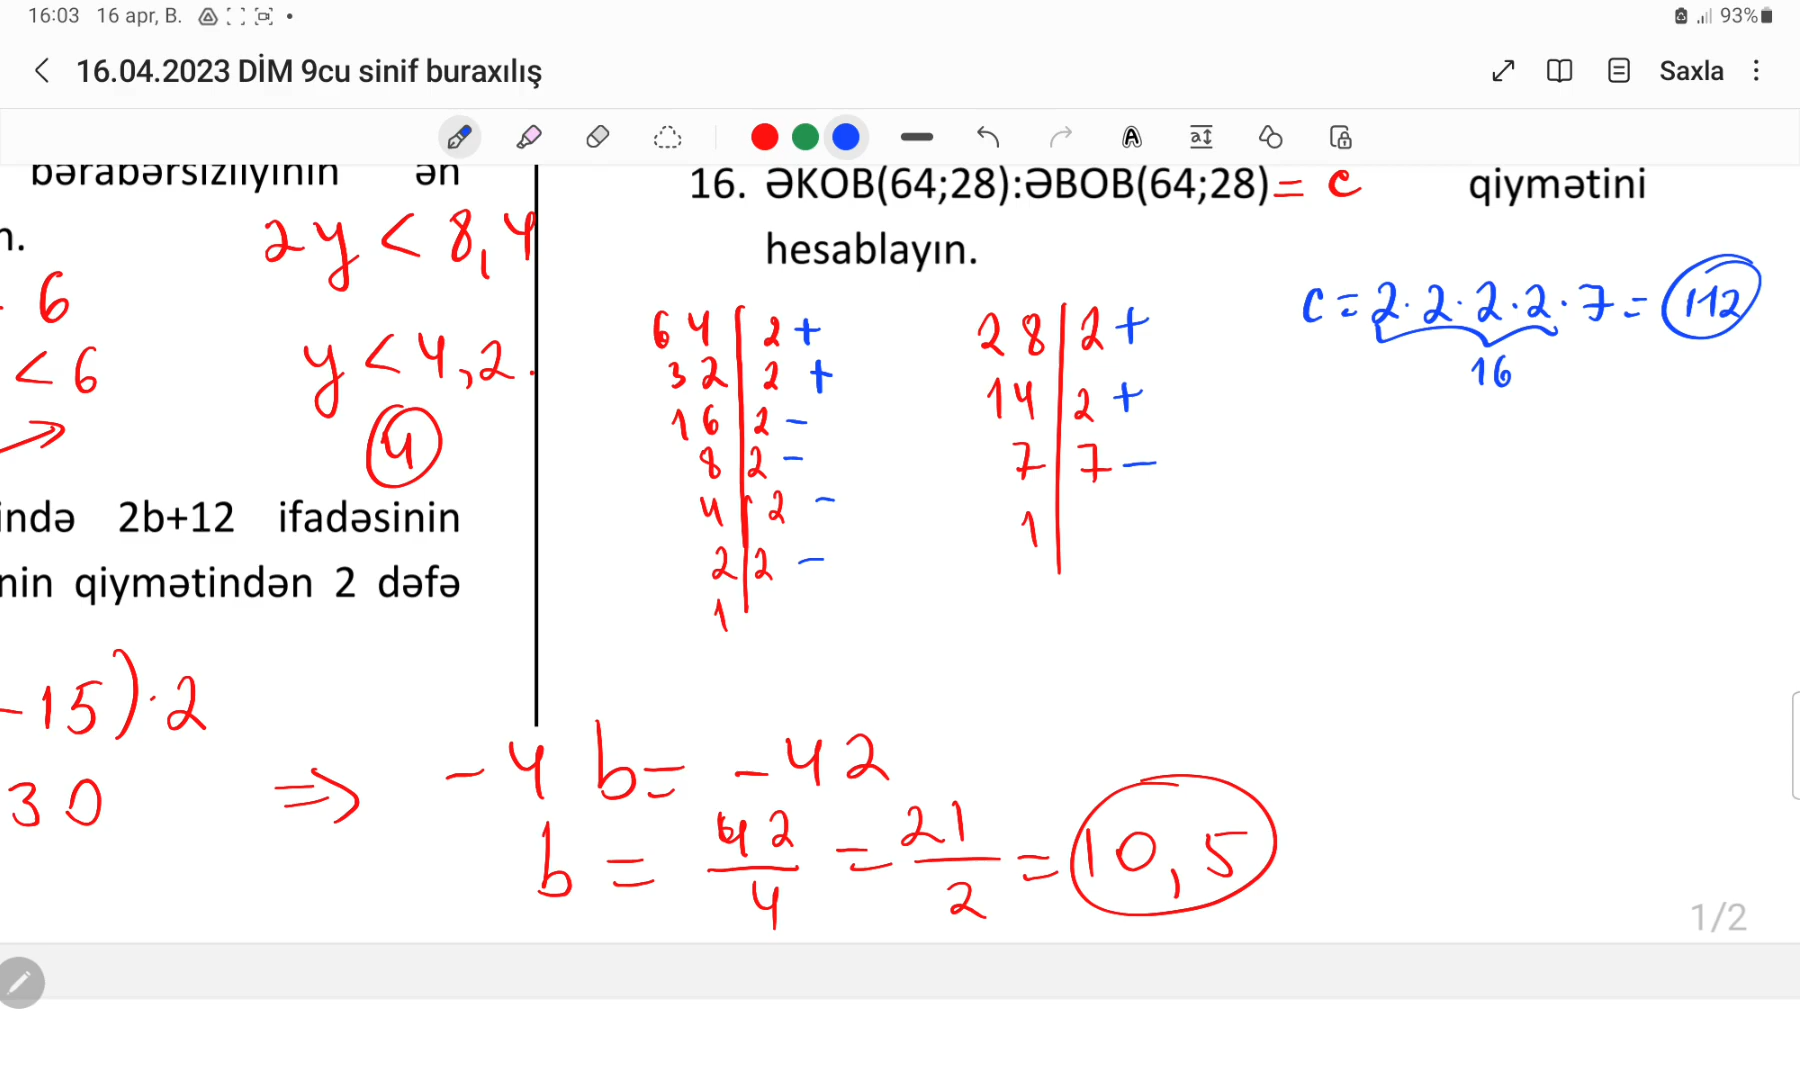 16:03 16 apr, B.
93%
16.04.2023 DİM 9cu sinif buraxılış
Saxla
bərabərsizliyinin ən
n.
2y < 8,4
6
< 6
y < 4,2.
4
ində 2b+12 ifadəsinin
nin qiymətindən 2 dəfə
-15)·2
30 ⇒ -4b = -42
b = 42/4 = 21/2 = 10,5
16. ƏKOB(64;28):ƏBOB(64;28) = c qiymətini
hesablayın.
64 | 2 +
32 | 2 +
16 | 2 -
8 | 2 -
4 | 2 -
2 | 2 -
1
28 | 2 +
14 | 2 +
7 | 7 -
1
c = 2·2·2·2·7 = 112
16
1/2